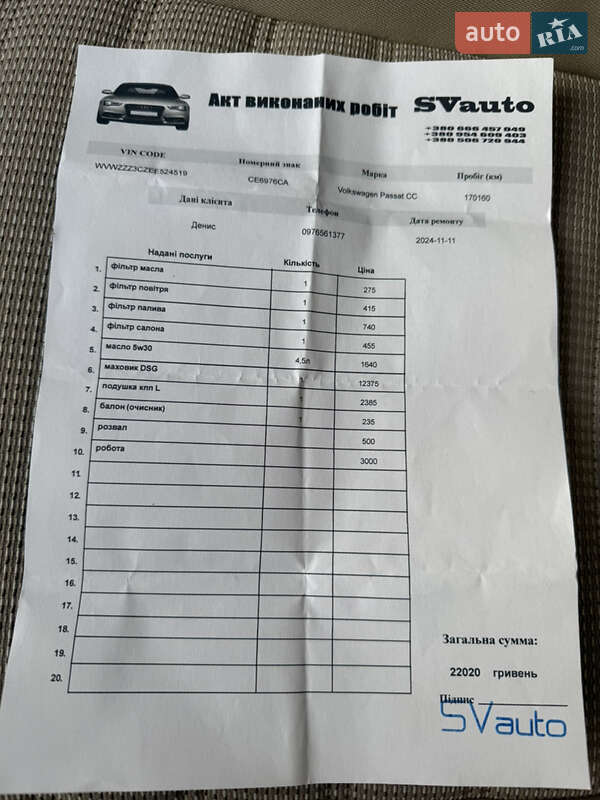 auto RIA.com
Акт виконаних робіт SVauto
+380 666 457 949
+380 954 609 403
+380 506 720 944
VIN CODE Номерний знак Марка Пробіг (км)
WVWZZZ3CZEE524519 CE6976CA Volkswagen Passat CC 170160
Дані клієнта Телефон Дата ремонту
Денис 0976561377 2024-11-11
Надані послуги Кількість Ціна
1. фільтр масла 1 275
2. фільтр повітря 1 415
3. фільтр палива 1 740
4. фільтр салона 1 455
5. масло 5w30 4,5л 1640
6. маховик DSG 1 12375
7. подушка кпп L 1 2385
8. балон (очисник) 1 235
9. розвал 500
10. робота 3000
11.
12.
13.
14.
15.
16.
17.
18.
19.
20.
Загальна сумма:
22020 гривень
Підпис
SVauto